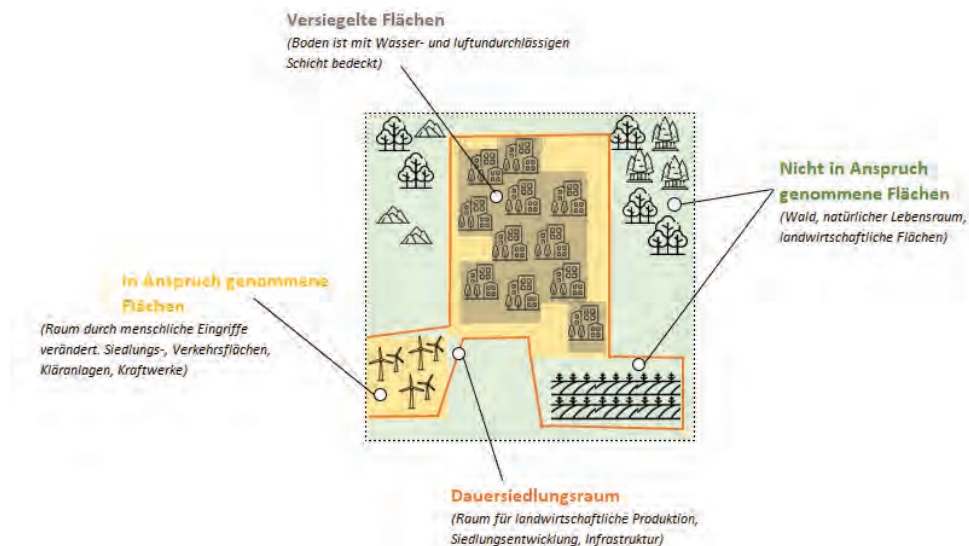 Versiegelte Flächen
(Boden ist mit Wasser- und luftundurchlässigen
Schicht bedeckt)
Nicht in Anspruch
genommene Flächen
(Wald, natürlicher Lebensraum,
landwirtschaftliche Flächen)
In Anspruch genommene
Flächen
(Raum durch menschliche Eingriffe
verändert. Siedlungs-, Verkehrsflächen,
Kläranlagen, Kraftwerke)
Dauersiedlungsraum
(Raum für landwirtschaftliche Produktion,
Siedlungsentwicklung, Infrastruktur)